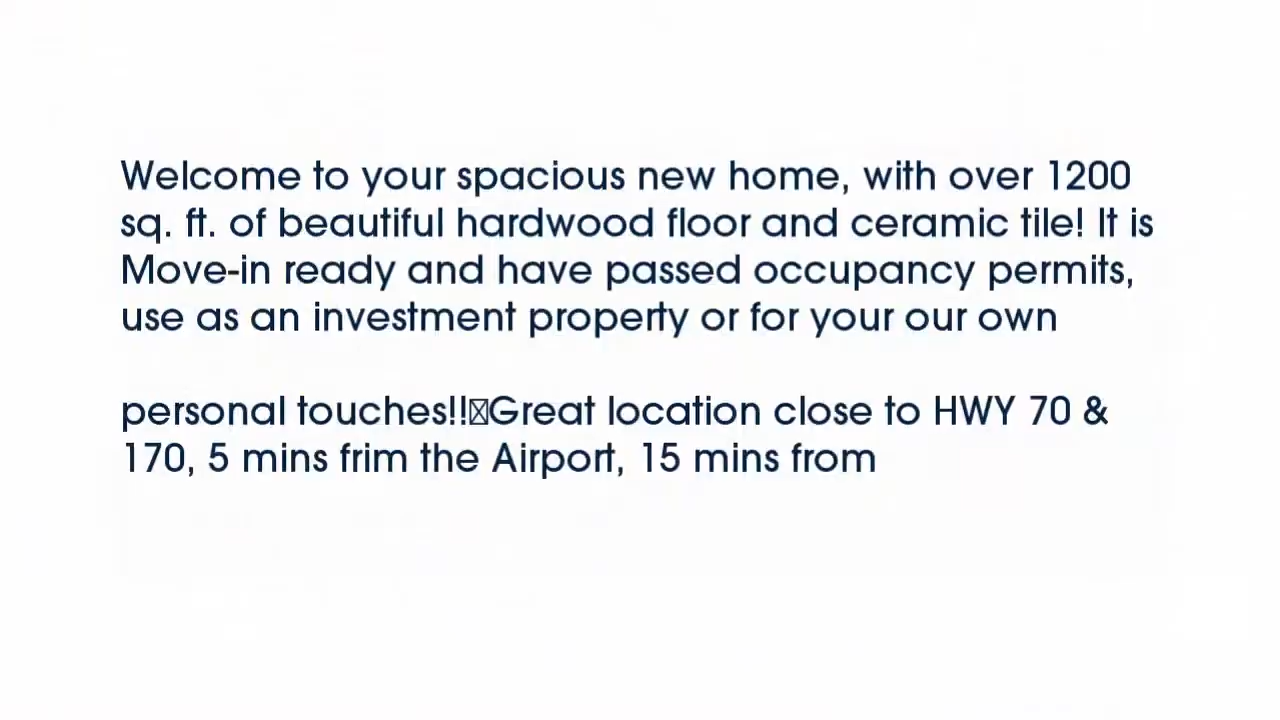 Welcome to your spacious new home, with over 1200
sq. ft. of beautiful hardwood floor and ceramic tile! It is
Move-in ready and have passed occupancy permits,
use as an investment property or for your our own
personal touches!!Great location close to HWY 70 &
170, 5 mins frim the Airport, 15 mins from